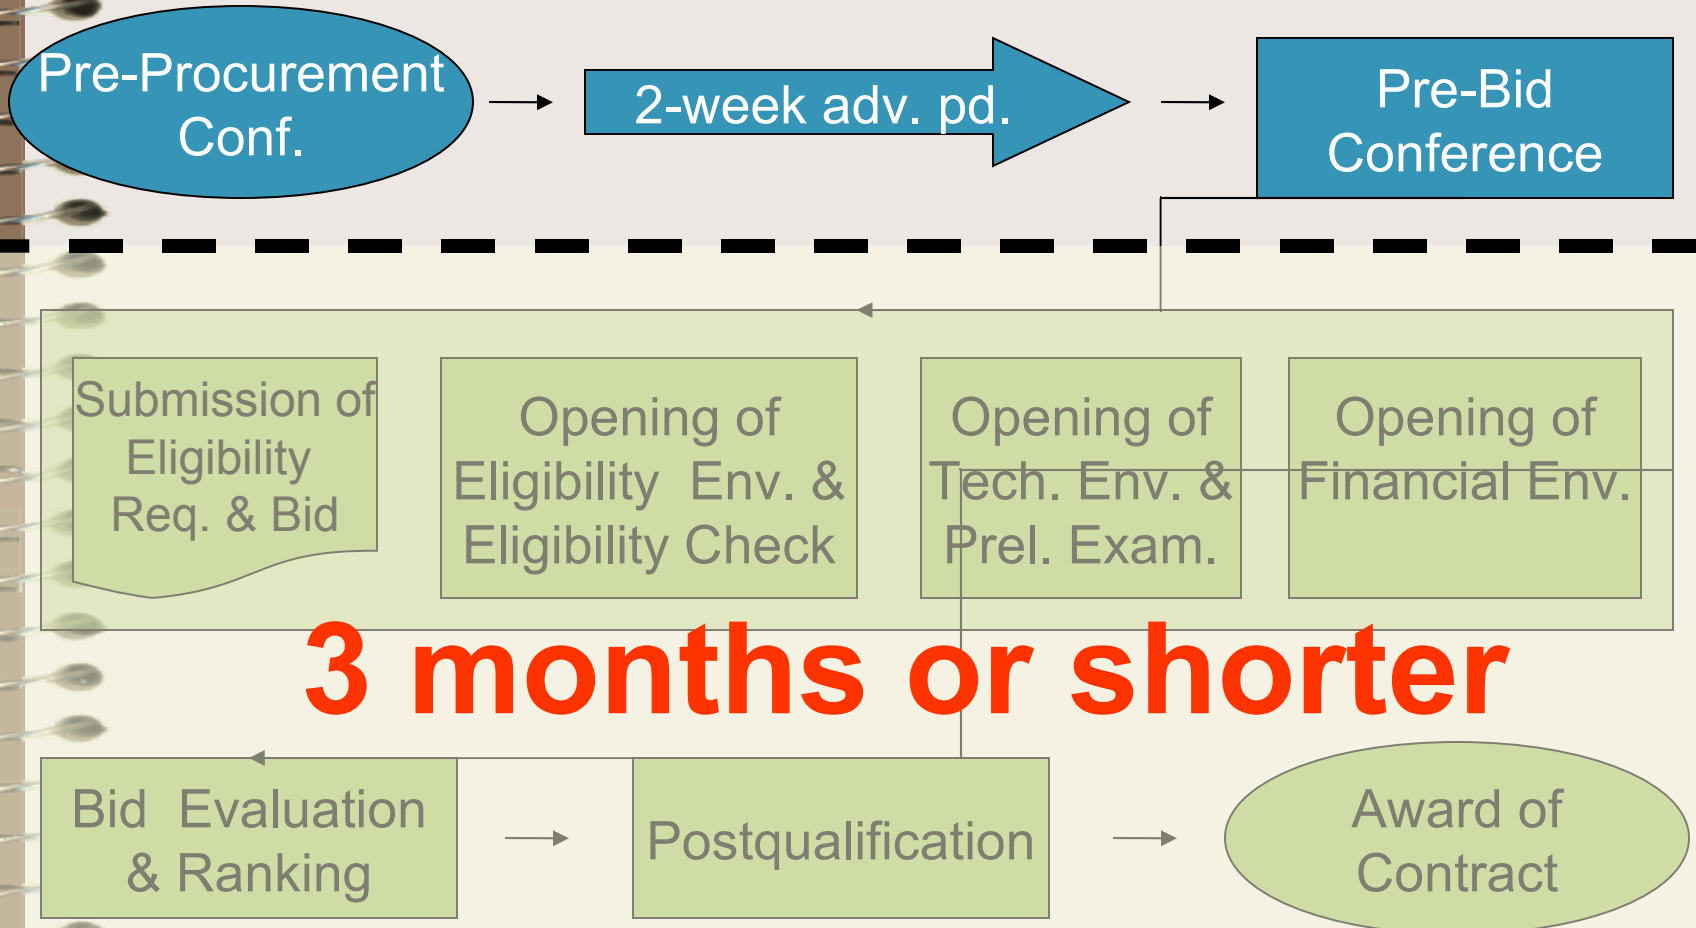 Pre-Procurement
Conf.
2-week adv. pd.
Pre-Bid
Conference
Submission of
Eligibility
Req. & Bid
Opening of
Eligibility Env. &
Eligibility Check
Opening of
Tech. Env. &
Prel. Exam.
Opening of
Financial Env.
3 months or shorter
Bid Evaluation
& Ranking
Postqualification
Award of
Contract